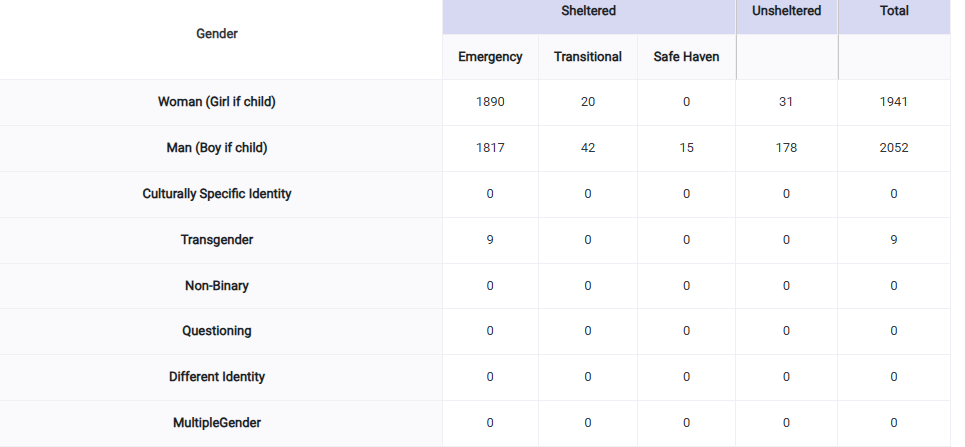 Gender Sheltered Unsheltered Total
Emergency Transitional Safe Haven
Woman (Girl if child) 1890 20 0 31 1941
Man (Boy if child) 1817 42 15 178 2052
Culturally Specific Identity 0 0 0 0 0
Transgender 9 0 0 0 9
Non-Binary 0 0 0 0 0
Questioning 0 0 0 0 0
Different Identity 0 0 0 0 0
MultipleGender 0 0 0 0 0